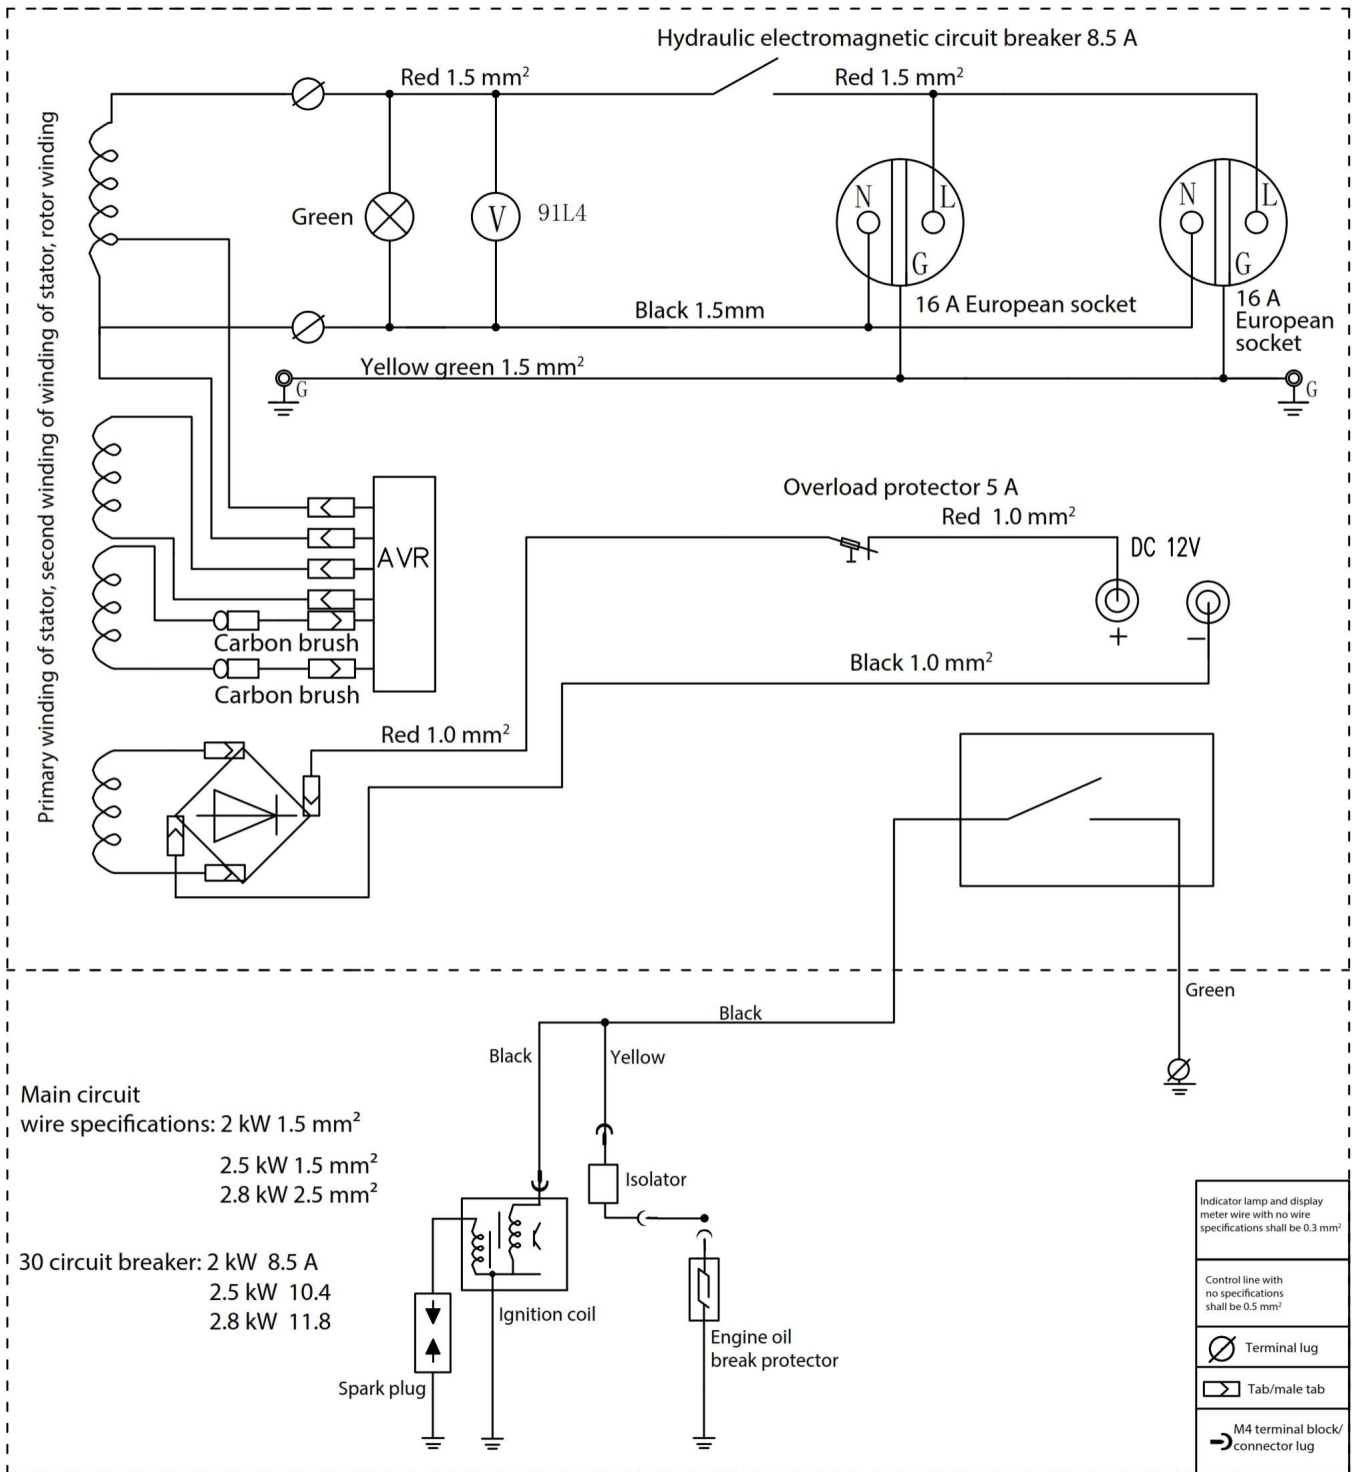 Hydraulic electromagnetic circuit breaker 8.5 A
Red 1.5 mm²
Red 1.5 mm²
Primary winding of stator, second winding of winding of stator, rotor winding
Green
V
91L4
N
L
G
N
L
G
16 A European socket
16 A
European
socket
Black 1.5mm
Yellow green 1.5 mm²
G
G
AVR
Carbon brush
Carbon brush
Overload protector 5 A
Red 1.0 mm²
DC 12V
+
−
Black 1.0 mm²
Red 1.0 mm²
Green
Black
Black
Yellow
Main circuit
wire specifications: 2 kW 1.5 mm²
2.5 kW 1.5 mm²
2.8 kW 2.5 mm²
30 circuit breaker: 2 kW 8.5 A
2.5 kW 10.4
2.8 kW 11.8
Isolator
Ignition coil
Engine oil
break protector
Spark plug
Indicator lamp and display
meter wire with no wire
specifications shall be 0.3 mm²
Control line with
no specifications
shall be 0.5 mm²
Terminal lug
Tab/male tab
M4 terminal block/
connector lug